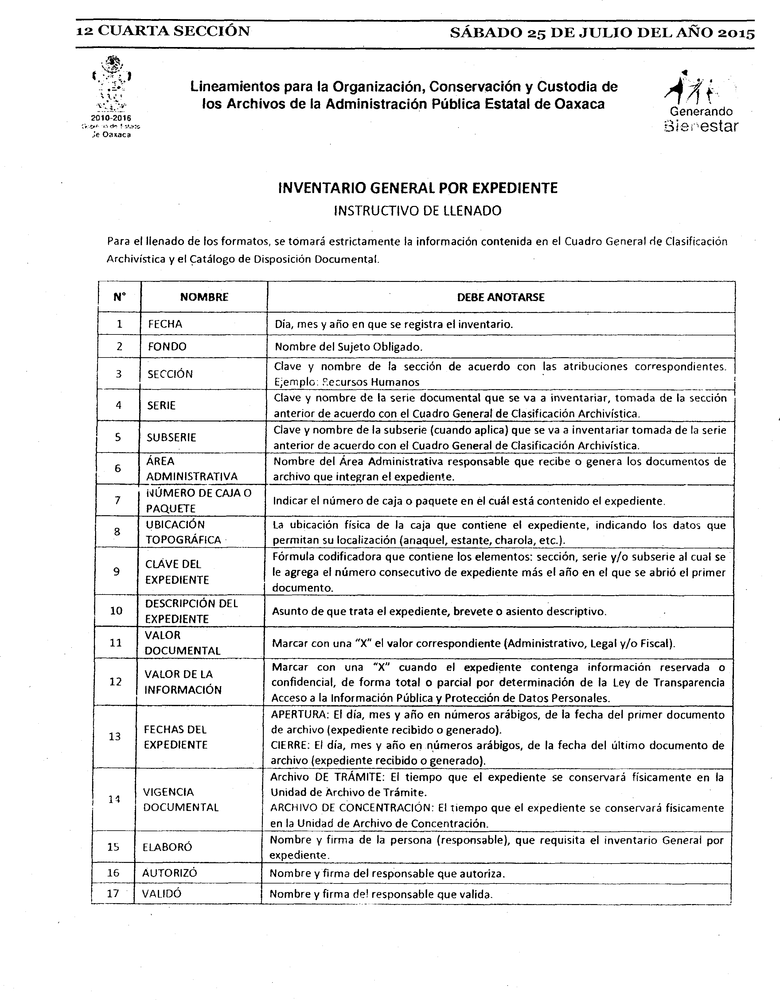 12 CUARTA SECCIÓN
SÁBADO 25 DE JULIO DEL AÑO 2015
2010-2016
Gobierno de Estado
de Oaxaca
Lineamientos para la Organización, Conservación y Custodia de
los Archivos de la Administración Pública Estatal de Oaxaca
Generando
Bienestar
INVENTARIO GENERAL POR EXPEDIENTE
INSTRUCTIVO DE LLENADO
Para el llenado de los formatos, se tomará estrictamente la información contenida en el Cuadro General de Clasificación
Archivística y el Catálogo de Disposición Documental.
N° NOMBRE DEBE ANOTARSE
1 FECHA Día, mes y año en que se registra el inventario.
2 FONDO Nombre del Sujeto Obligado.
3 SECCIÓN
Clave y nombre de la sección de acuerdo con las atribuciones correspondientes.
Ejemplo: Recursos Humanos
4 SERIE
Clave y nombre de la serie documental que se va a inventariar, tomada de la sección
anterior de acuerdo con el Cuadro General de Clasificación Archivística.
5 SUBSERIE
Clave y nombre de la subserie (cuando aplica) que se va a inventariar tomada de la serie
anterior de acuerdo con el Cuadro General de Clasificación Archivística.
6
ÁREA
ADMINISTRATIVA
Nombre del Área Administrativa responsable que recibe o genera los documentos de
archivo que integran el expediente.
7
NÚMERO DE CAJA O
PAQUETE
Indicar el número de caja o paquete en el cuál está contenido el expediente.
8
UBICACIÓN
TOPOGRÁFICA
La ubicación física de la caja que contiene el expediente, indicando los datos que
permitan su localización (anaquel, estante, charola, etc.).
9
CLAVE DEL
EXPEDIENTE
Fórmula codificadora que contiene los elementos: sección, serie y/o subserie al cual se
le agrega el número consecutivo de expediente más el año en el que se abrió el primer
documento.
10
DESCRIPCIÓN DEL
EXPEDIENTE
Asunto de que trata el expediente, brevete o asiento descriptivo.
11
VALOR
DOCUMENTAL
Marcar con una "X" el valor correspondiente (Administrativo, Legal y/o Fiscal).
12
VALOR DE LA
INFORMACIÓN
Marcar con una "X" cuando el expediente contenga información reservada o
confidencial, de forma total o parcial por determinación de la Ley de Transparencia
Acceso a la Información Pública y Protección de Datos Personales.
13
FECHAS DEL
EXPEDIENTE
APERTURA: El día, mes y año en números arábigos, de la fecha del primer documento
de archivo (expediente recibido o generado).
CIERRE: El día, mes y año en números arábigos, de la fecha del último documento de
archivo (expediente recibido o generado).
14
VIGENCIA
DOCUMENTAL
Archivo DE TRÁMITE: El tiempo que el expediente se conservará físicamente en la
Unidad de Archivo de Trámite.
ARCHIVO DE CONCENTRACIÓN: El tiempo que el expediente se conservará físicamente
en la Unidad de Archivo de Concentración.
15 ELABORÓ
Nombre y firma de la persona (responsable), que requisita el inventario General por
expediente.
16 AUTORIZÓ Nombre y firma del responsable que autoriza.
17 VALIDÓ Nombre y firma del responsable que valida.